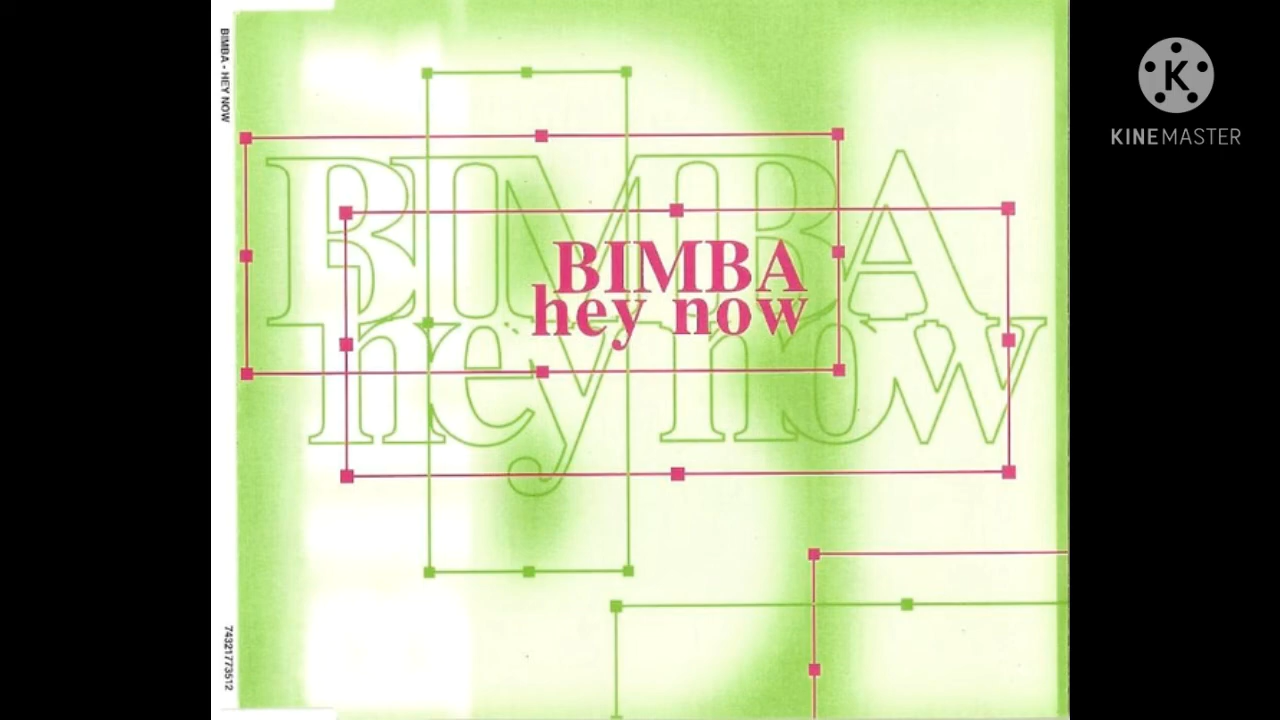 BIMBA - HEY NOW
BIMBA
hey now
BIMBA
hey now
74321773512
K
KINEMASTER